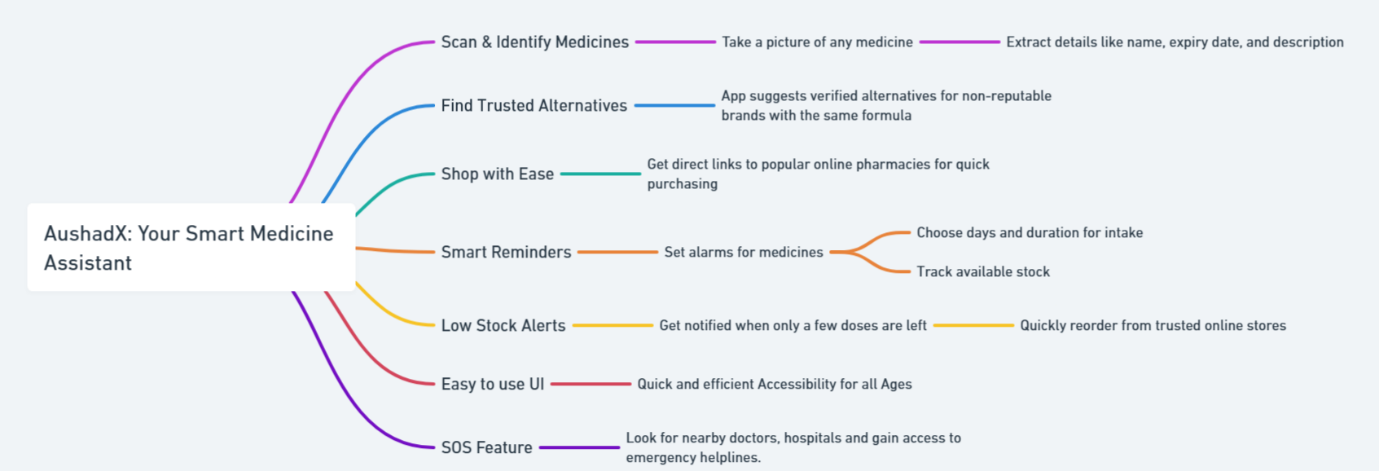 Scan & Identify Medicines
Take a picture of any medicine
Extract details like name, expiry date, and description
Find Trusted Alternatives
App suggests verified alternatives for non-reputable
brands with the same formula
Shop with Ease
Get direct links to popular online pharmacies for quick
purchasing
AushadX: Your Smart Medicine
Assistant
Smart Reminders
Set alarms for medicines
Choose days and duration for intake
Track available stock
Low Stock Alerts
Get notified when only a few doses are left
Quickly reorder from trusted online stores
Easy to use UI
Quick and efficient Accessibility for all Ages
SOS Feature
Look for nearby doctors, hospitals and gain access to
emergency helplines.